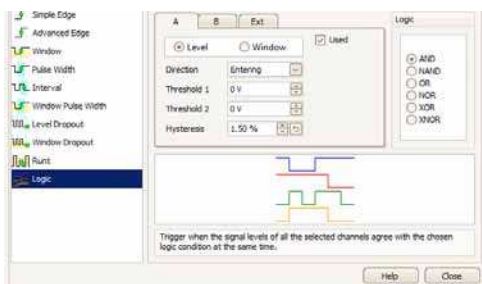 Simple Edge
Advanced Edge
Window
Pulse Width
Interval
Window Pulse Width
Level Dropout
Window Dropout
Runt
Logic
A B Ext
Level Window Used
Direction Entering
Threshold 1 0 V
Threshold 2 0 V
Hysteresis 1.50 %
Logic
AND
NAND
OR
NOR
XOR
XNOR
Trigger when the signal levels of all the selected channels agree with the chosen
logic condition at the same time.
Help Close